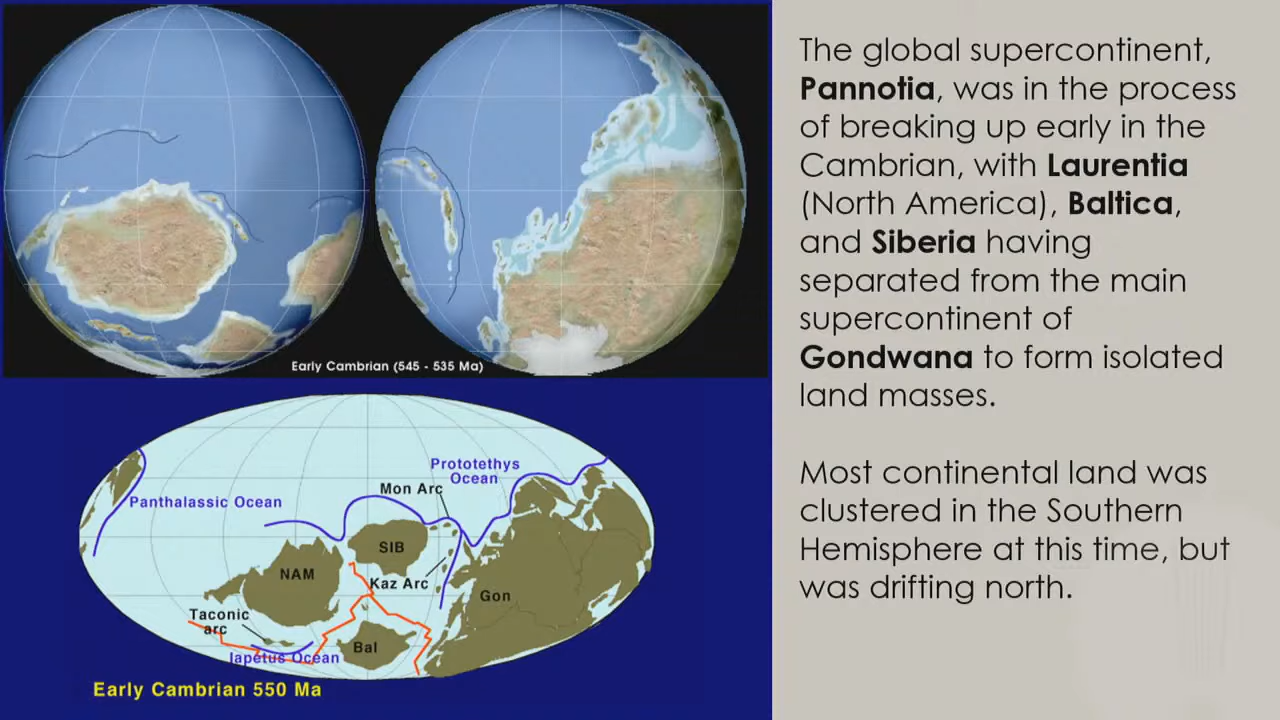 Early Cambrian (545 - 535 Ma)
Prototethys
Ocean
Mon Arc
Panthalassic Ocean
SIB
NAM
Kaz Arc
Gon
Taconic
arc
Bal
Iapetus Ocean
Early Cambrian 550 Ma
The global supercontinent,
Pannotia, was in the process
of breaking up early in the
Cambrian, with Laurentia
(North America), Baltica,
and Siberia having
separated from the main
supercontinent of
Gondwana to form isolated
land masses.
Most continental land was
clustered in the Southern
Hemisphere at this time, but
was drifting north.